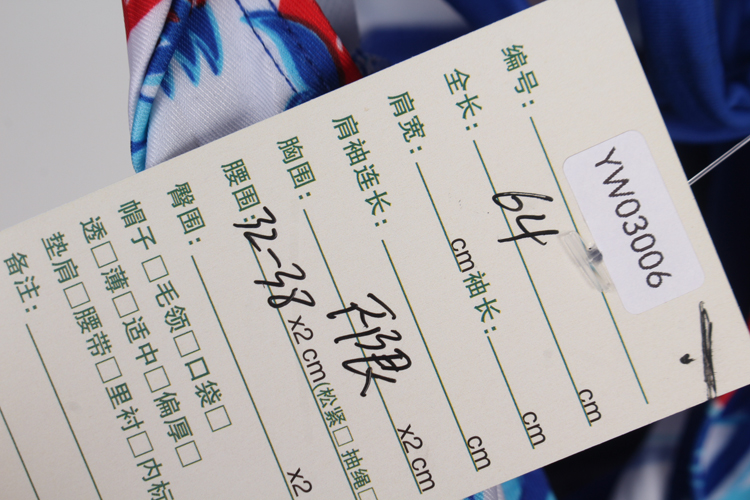 编号: YW03006
全长: 64 cm
肩宽: cm袖长: cm
肩袖连长: cm
胸围: 不限 x2 cm
腰围: 32-38 x2 cm(松紧□抽绳□
臀围: x2
帽子□毛领□口袋□
透□薄□适中□偏厚□
垫肩□腰带□里衬□内标
备注: